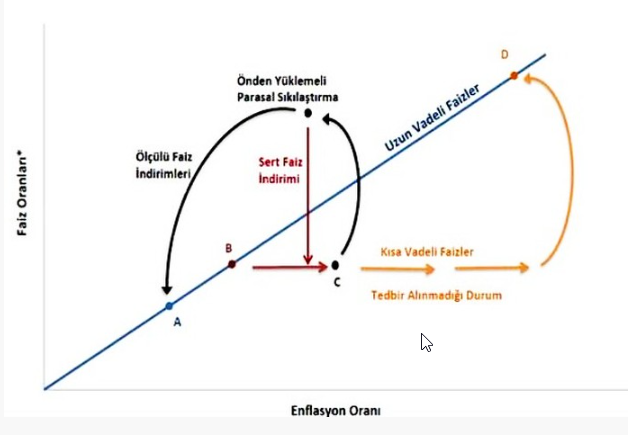 D
Önden Yüklemeli
Parasal Sıkılaştırma
Uzun Vadeli Faizler
Ölçülü Faiz
İndirimleri
Sert Faiz
İndirimi
Faiz Oranları*
B
Kısa Vadeli Faizler
C
Tedbir Alınmadığı Durum
A
Enflasyon Oranı